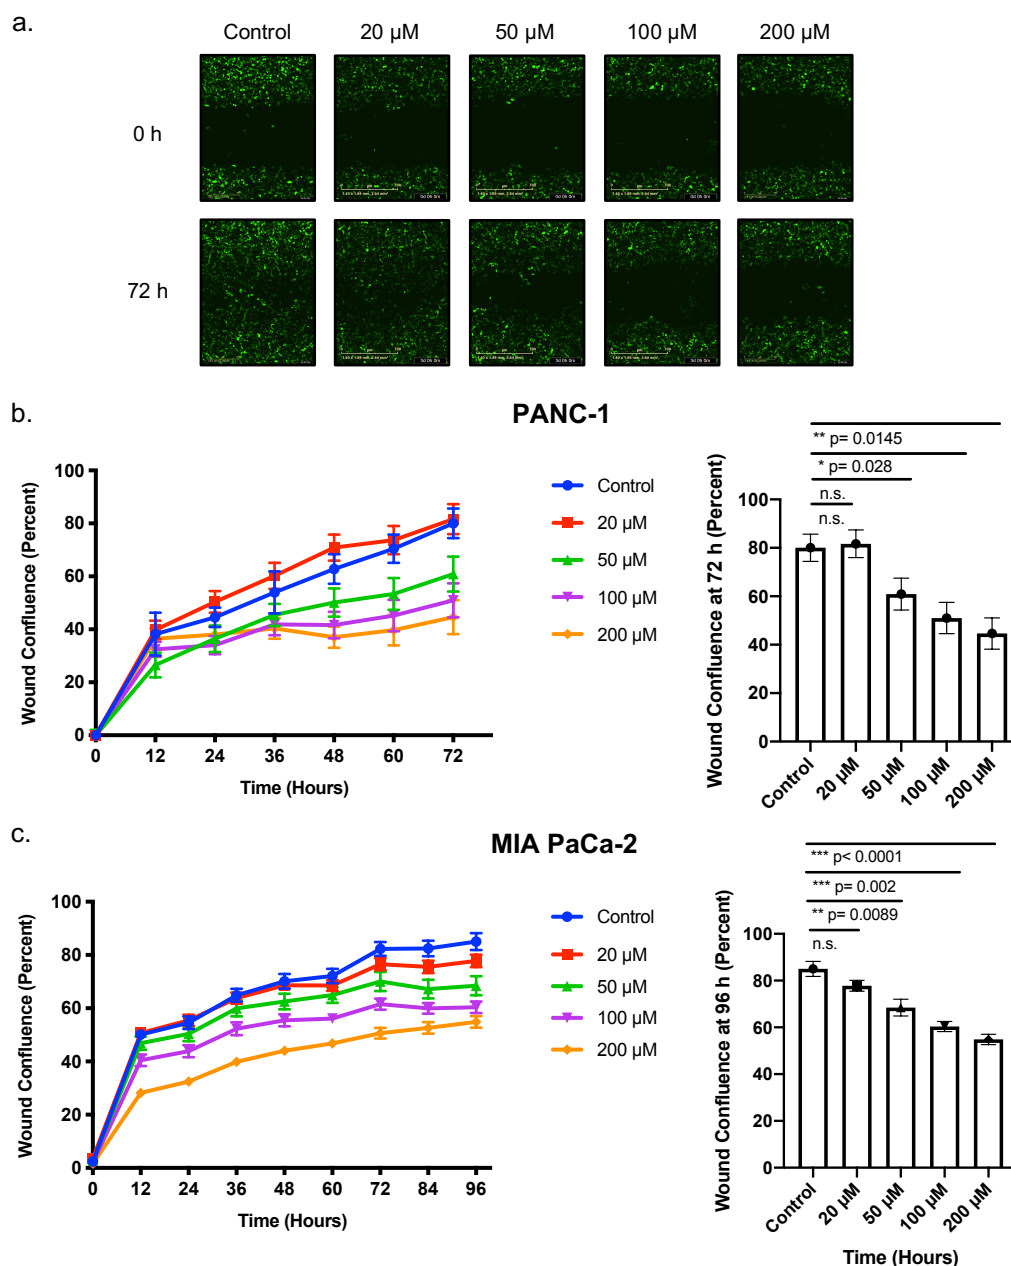 a.
Control 20 µM 50 µM 100 µM 200 µM
0 h
72 h
b.
PANC-1
Wound Confluence (Percent)
100
80
60
40
20
0
0 12 24 36 48 60 72
Time (Hours)
Control
20 µM
50 µM
100 µM
200 µM
** p= 0.0145
* p= 0.028
n.s.
n.s.
Wound Confluence at 72 h (Percent)
100
80
60
40
20
0
Control 20 µM 50 µM 100 µM 200 µM
c.
MIA PaCa-2
Wound Confluence (Percent)
100
80
60
40
20
0
0 12 24 36 48 60 72 84 96
Time (Hours)
Control
20 µM
50 µM
100 µM
200 µM
*** p< 0.0001
*** p= 0.002
** p= 0.0089
n.s.
Wound Confluence at 96 h (Percent)
100
80
60
40
20
0
Control 20 µM 50 µM 100 µM 200 µM
Time (Hours)